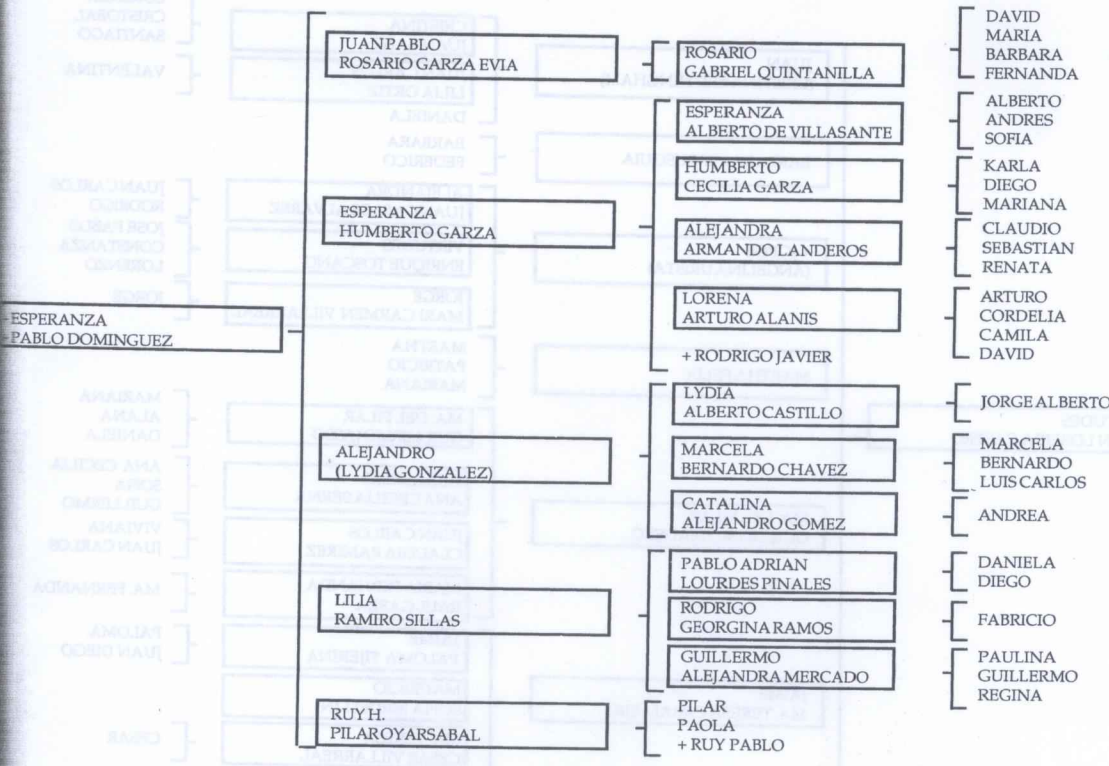 - ESPERANZA
- PABLO DOMINGUEZ
JUAN PABLO
ROSARIO GARZA EVIA
ROSARIO
GABRIEL QUINTANILLA
DAVID
MARIA
BARBARA
FERNANDA
ESPERANZA
HUMBERTO GARZA
ESPERANZA
ALBERTO DE VILLASANTE
ALBERTO
ANDRES
SOFIA
HUMBERTO
CECILIA GARZA
KARLA
DIEGO
MARIANA
ALEJANDRA
ARMANDO LANDEROS
CLAUDIO
SEBASTIAN
RENATA
LORENA
ARTURO ALANIS
ARTURO
CORDELIA
CAMILA
DAVID
+ RODRIGO JAVIER
ALEJANDRO
(LYDIA GONZALEZ)
LYDIA
ALBERTO CASTILLO
JORGE ALBERTO
MARCELA
BERNARDO CHAVEZ
MARCELA
BERNARDO
LUIS CARLOS
CATALINA
ALEJANDRO GOMEZ
ANDREA
LILIA
RAMIRO SILLAS
PABLO ADRIAN
LOURDES PINALES
DANIELA
DIEGO
RODRIGO
GEORGINA RAMOS
FABRICIO
GUILLERMO
ALEJANDRA MERCADO
PAULINA
GUILLERMO
REGINA
RUY H.
PILAR OYARSABAL
PILAR
PAOLA
+ RUY PABLO